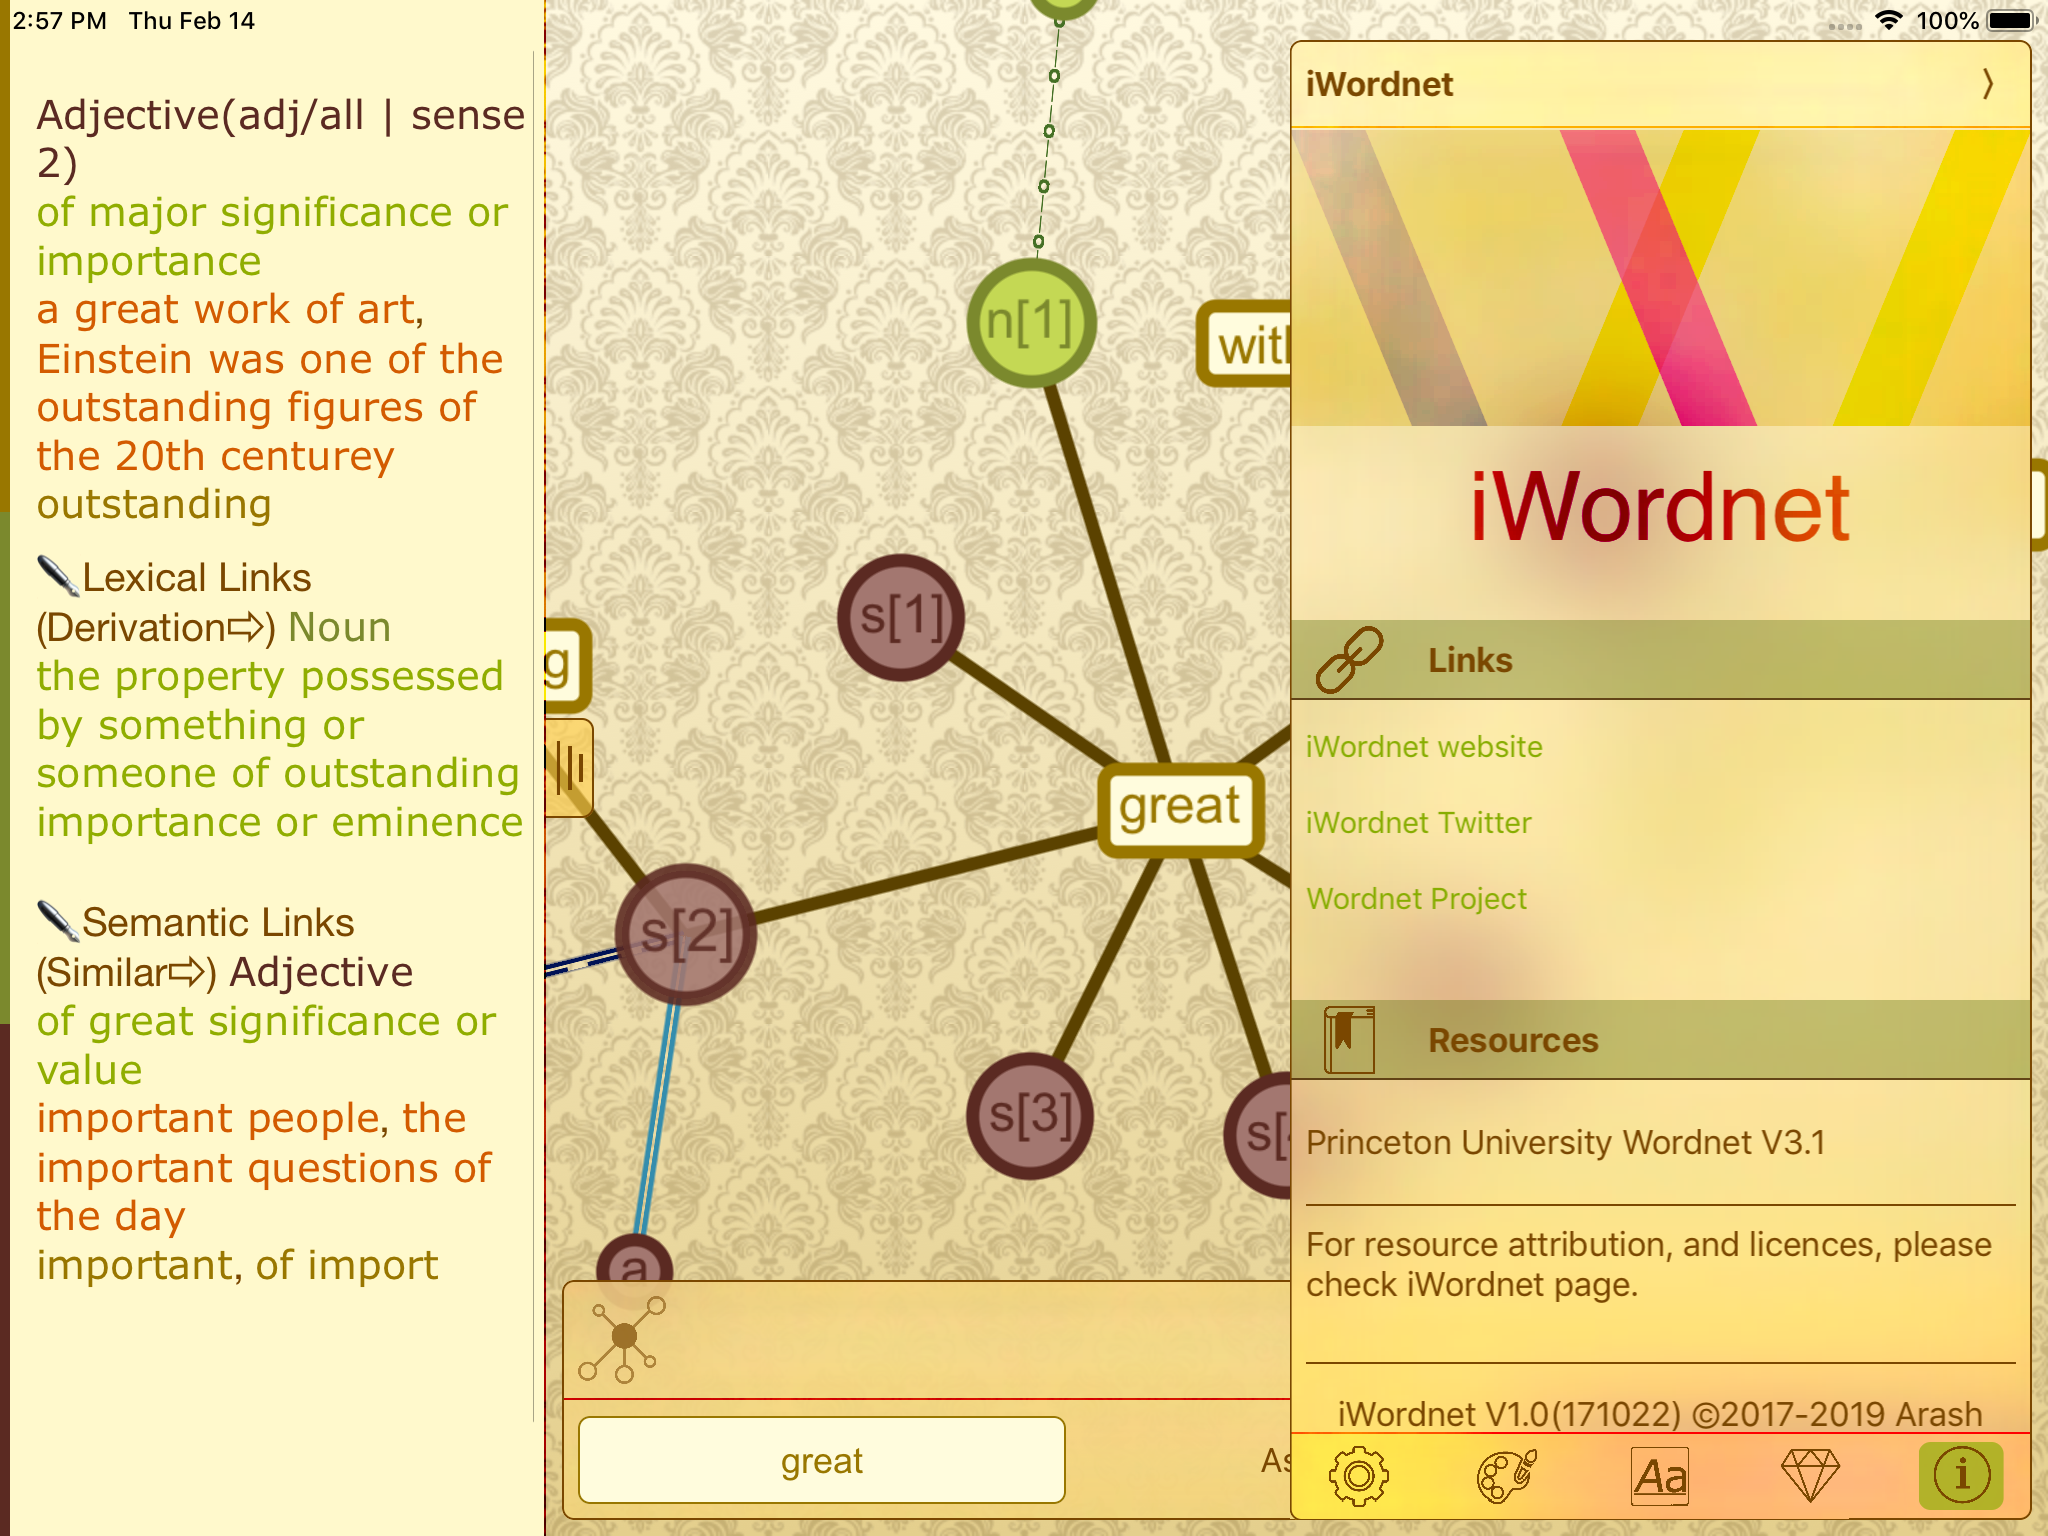 2:57 PM Thu Feb 14
100%
Adjective(adj/all | sense
2)
of major significance or
importance
a great work of art,
Einstein was one of the
outstanding figures of
the 20th centurey
outstanding
Lexical Links
(Derivation⇨) Noun
the property possessed
by something or
someone of outstanding
importance or eminence
Semantic Links
(Similar⇨) Adjective
of great significance or
value
important people, the
important questions of
the day
important, of import
n[1]
s[1]
g
great
s[2]
s[3]
a
great
iWordnet
iWordnet
Links
iWordnet website
iWordnet Twitter
Wordnet Project
Resources
Princeton University Wordnet V3.1
For resource attribution, and licences, please
check iWordnet page.
iWordnet V1.0(171022) ©2017-2019 Arash
Aa
i